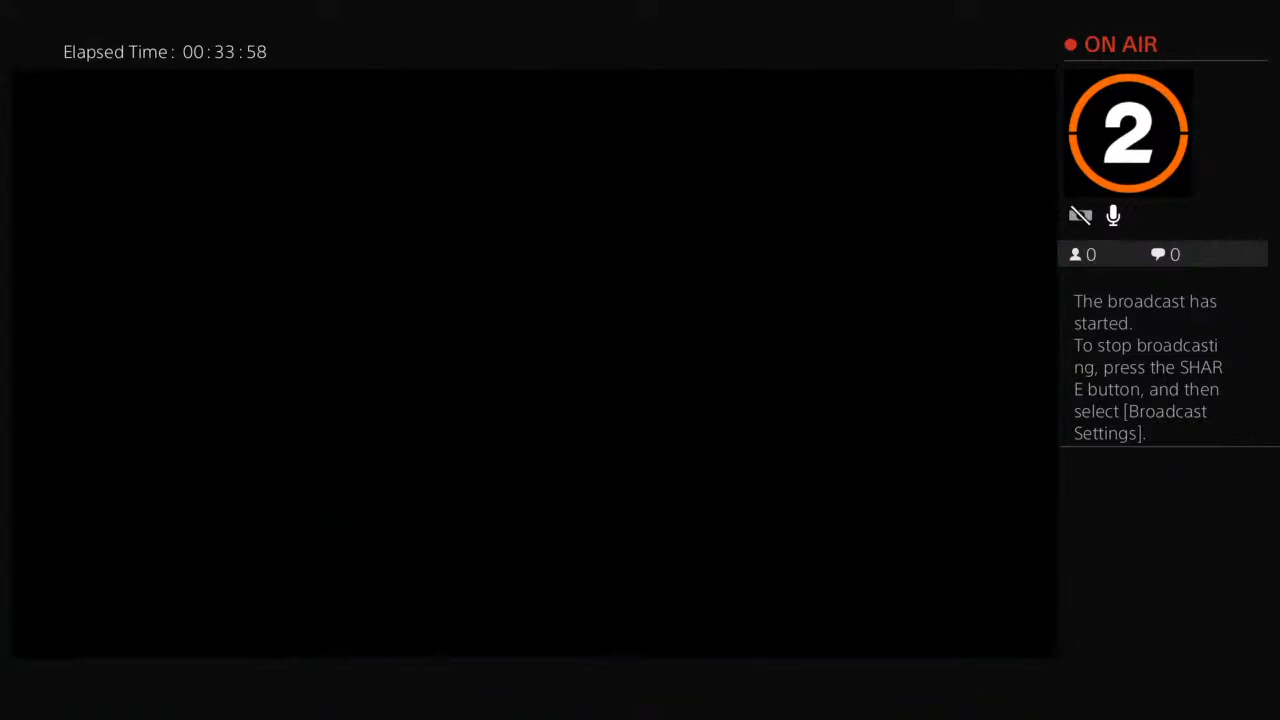 Elapsed Time: 00:33:58
ON AIR
2
0 0
The broadcast has
started.
To stop broadcasti
ng, press the SHAR
E button, and then
select [Broadcast
Settings].